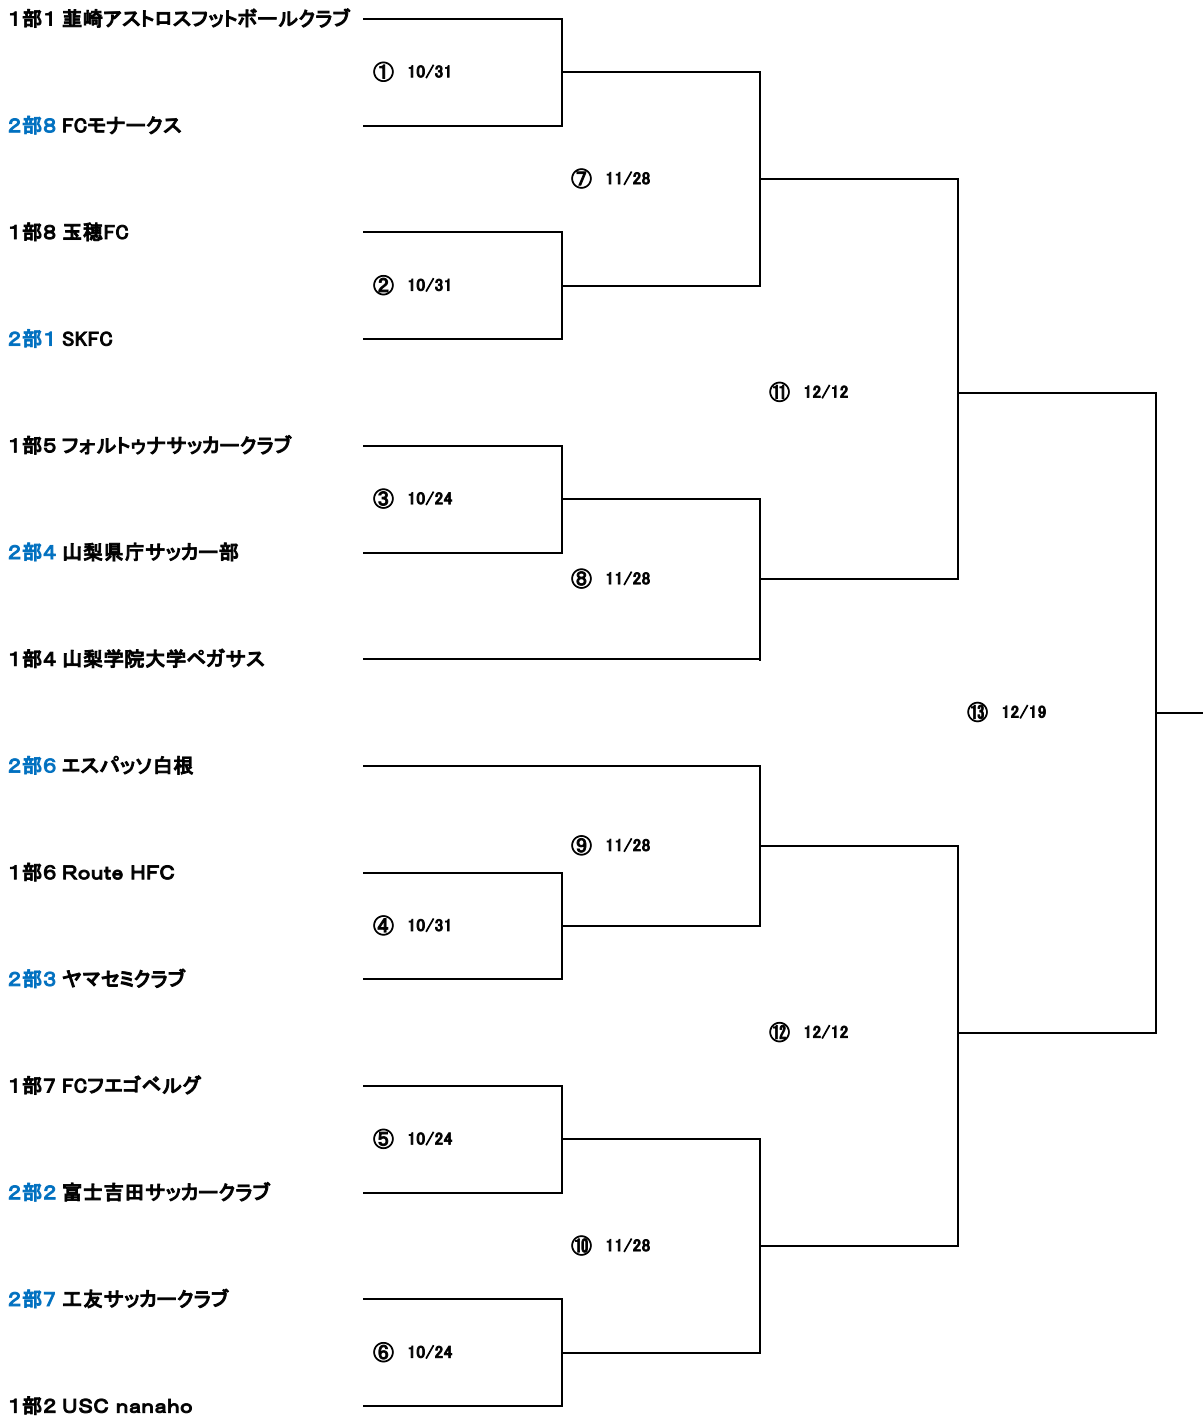 1部1 韮崎アストロスフットボールクラブ
① 10/31
2部8 FCモナークス
⑦ 11/28
1部8 玉穂FC
② 10/31
2部1 SKFC
⑪ 12/12
1部5 フォルトゥナサッカークラブ
③ 10/24
2部4 山梨県庁サッカー部
⑧ 11/28
1部4 山梨学院大学ペガサス
⑬ 12/19
2部6 エスパッソ白根
⑨ 11/28
1部6 Route HFC
④ 10/31
2部3 ヤマセミクラブ
⑫ 12/12
1部7 FCフエゴベルグ
⑤ 10/24
2部2 富士吉田サッカークラブ
⑩ 11/28
2部7 工友サッカークラブ
⑥ 10/24
1部2 USC nanaho